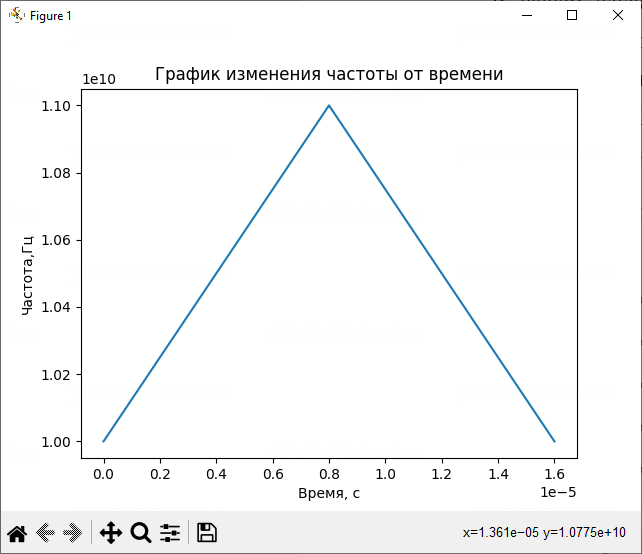 Figure 1
График изменения частоты от времени
1e10
1.10
1.08
1.06
1.04
1.02
1.00
Частота,Гц
0.0 0.2 0.4 0.6 0.8 1.0 1.2 1.4 1.6
Время, с
1e−5
x=1.361e−05 y=1.0775e+10